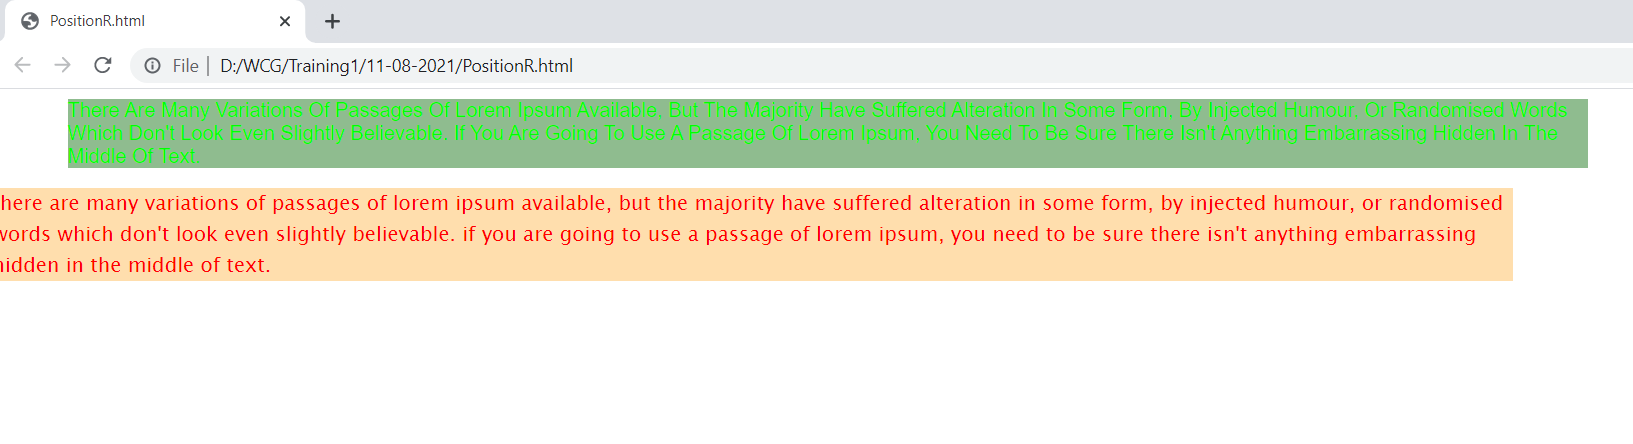 PositionR.html
File | D:/WCG/Training1/11-08-2021/PositionR.html
There Are Many Variations Of Passages Of Lorem Ipsum Available, But The Majority Have Suffered Alteration In Some Form, By Injected Humour, Or Randomised Words
Which Don't Look Even Slightly Believable. If You Are Going To Use A Passage Of Lorem Ipsum, You Need To Be Sure There Isn't Anything Embarrassing Hidden In The
Middle Of Text.
here are many variations of passages of lorem ipsum available, but the majority have suffered alteration in some form, by injected humour, or randomised
words which don't look even slightly believable. if you are going to use a passage of lorem ipsum, you need to be sure there isn't anything embarrassing
hidden in the middle of text.